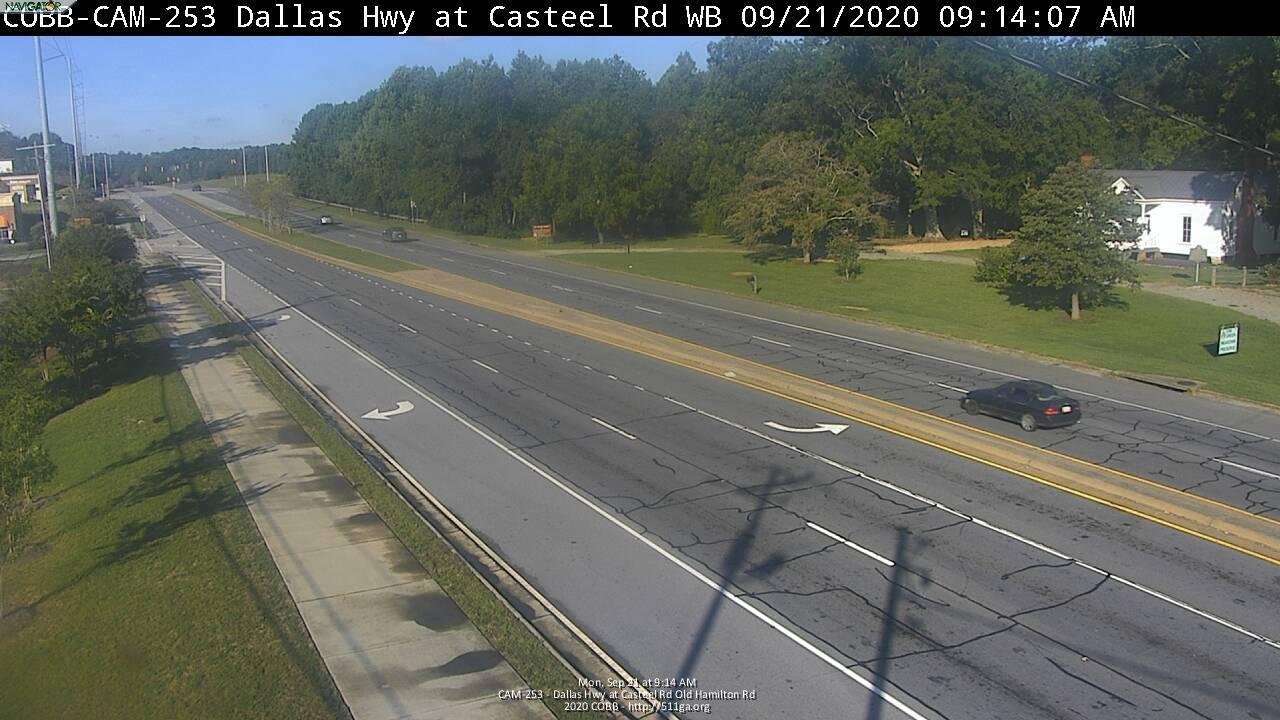 NAVIGATOR
COBB-CAM-253 Dallas Hwy at Casteel Rd WB 09/21/2020 09:14:07 AM
Mon, Sep 21 at 9:14 AM
CAM-253 - Dallas Hwy at Casteel Rd Old Hamilton Rd
2020 COBB - http://511ga.org